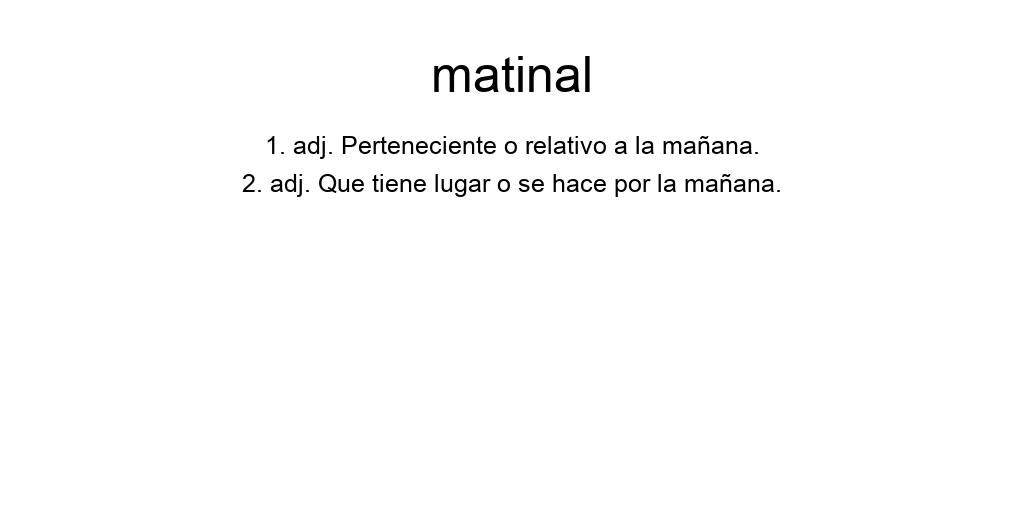 matinal
1. adj. Perteneciente o relativo a la mañana.
2. adj. Que tiene lugar o se hace por la mañana.